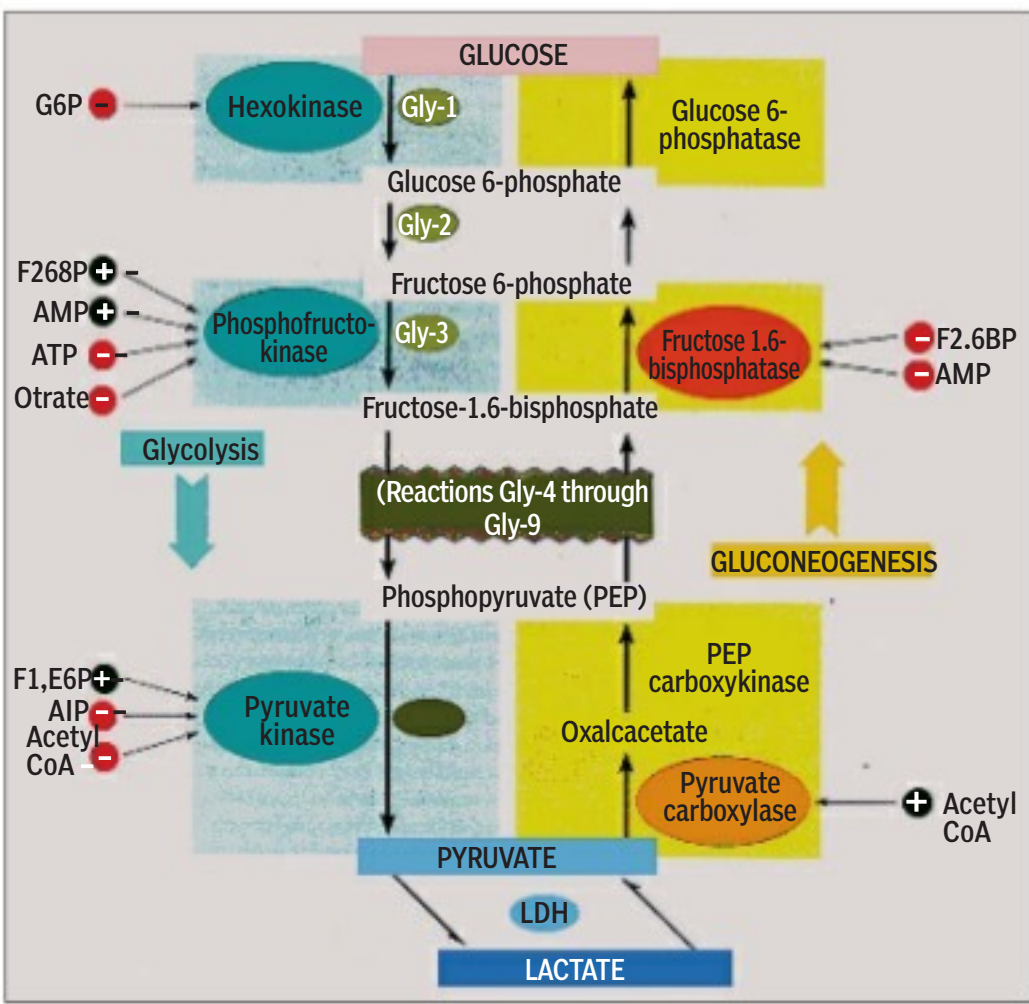 GLUCOSE
G6P -
Hexokinase
Gly-1
Glucose 6-
phosphatase
Glucose 6-phosphate
Gly-2
F268P + -
Fructose 6-phosphate
AMP + -
Phosphofructo-
kinase
Gly-3
ATP -
Otrate -
Fructose 1.6-
bisphosphatase
- F2.6BP
- AMP
Fructose-1.6-bisphosphate
Glycolysis
(Reactions Gly-4 through
Gly-9
GLUCONEOGENESIS
Phosphopyruvate (PEP)
F1,E6P +
AIP -
Acetyl
CoA -
Pyruvate
kinase
PEP
carboxykinase
Oxalcacetate
Pyruvate
carboxylase
+ Acetyl
CoA
PYRUVATE
LDH
LACTATE